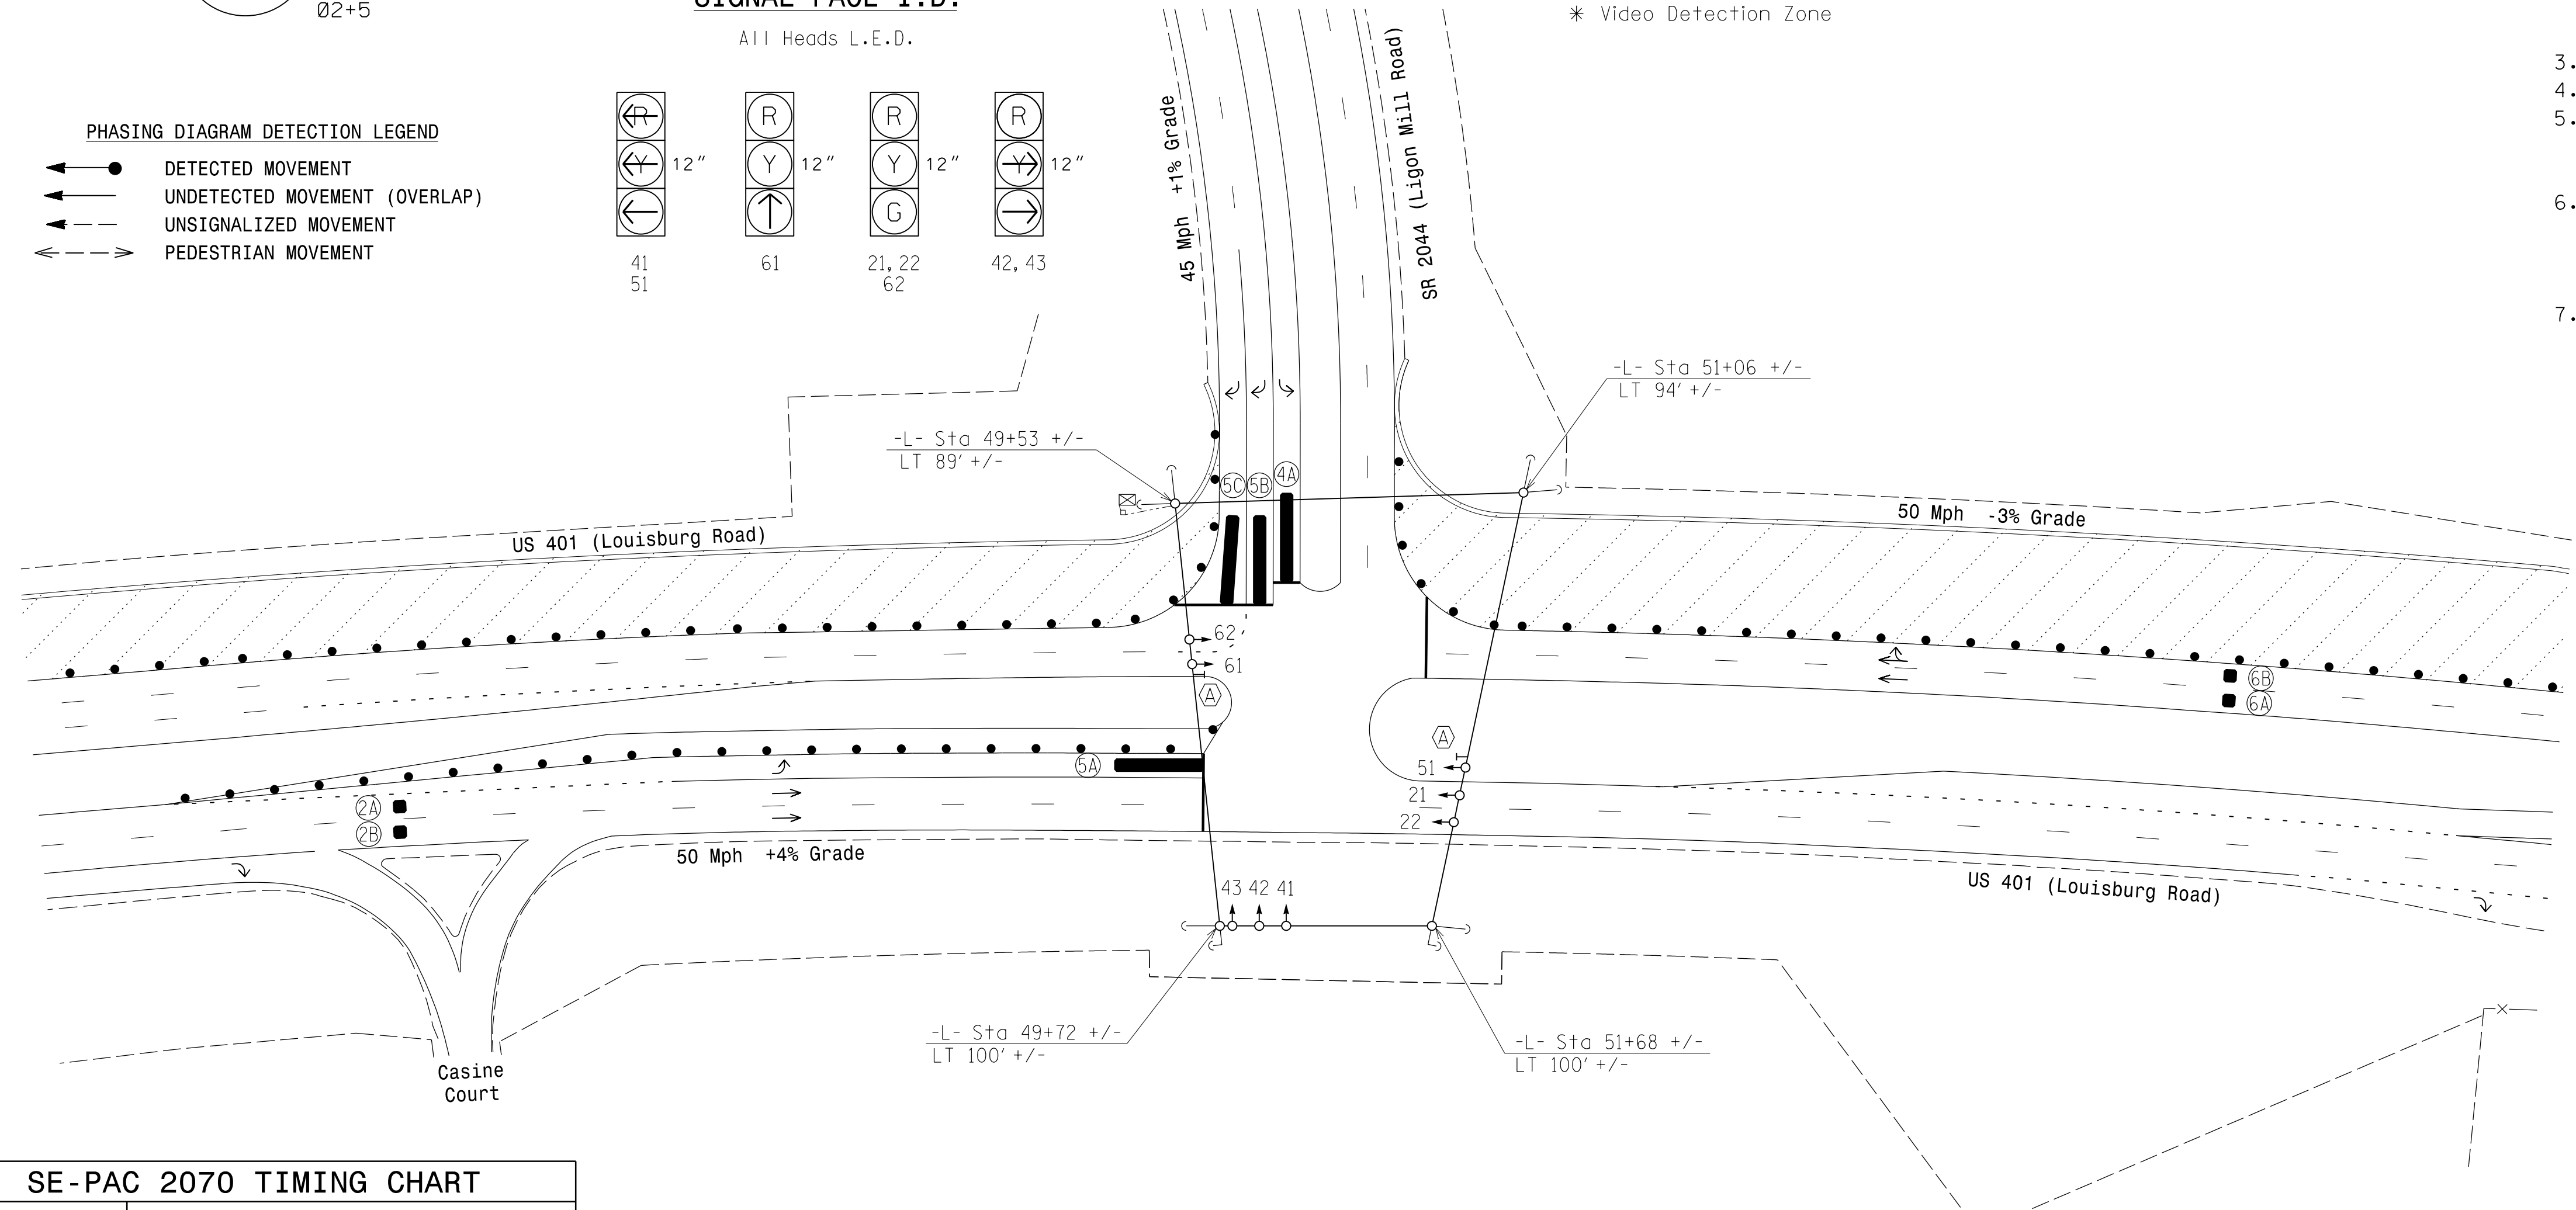 Ø2+5
SIGNAL FACE I.D.
All Heads L.E.D.
✳ Video Detection Zone
3.
4.
5.
6.
7.
PHASING DIAGRAM DETECTION LEGEND
DETECTED MOVEMENT
UNDETECTED MOVEMENT (OVERLAP)
UNSIGNALIZED MOVEMENT
PEDESTRIAN MOVEMENT
R
R
R
R
Y
12"
Y
12"
Y
12"
Y
12"
G
41
51
61
21, 22
62
42, 43
45 Mph +1% Grade
SR 2044 (Ligon Mill Road)
-L- Sta 51+06 +/-
LT 94' +/-
-L- Sta 49+53 +/-
LT 89' +/-
5C
5B
4A
US 401 (Louisburg Road)
50 Mph -3% Grade
62
61
A
6B
6A
A
5A
51
2A
21
2B
22
50 Mph +4% Grade
US 401 (Louisburg Road)
43 42 41
-L- Sta 49+72 +/-
LT 100' +/-
-L- Sta 51+68 +/-
LT 100' +/-
Casine
Court
SE-PAC 2070 TIMING CHART